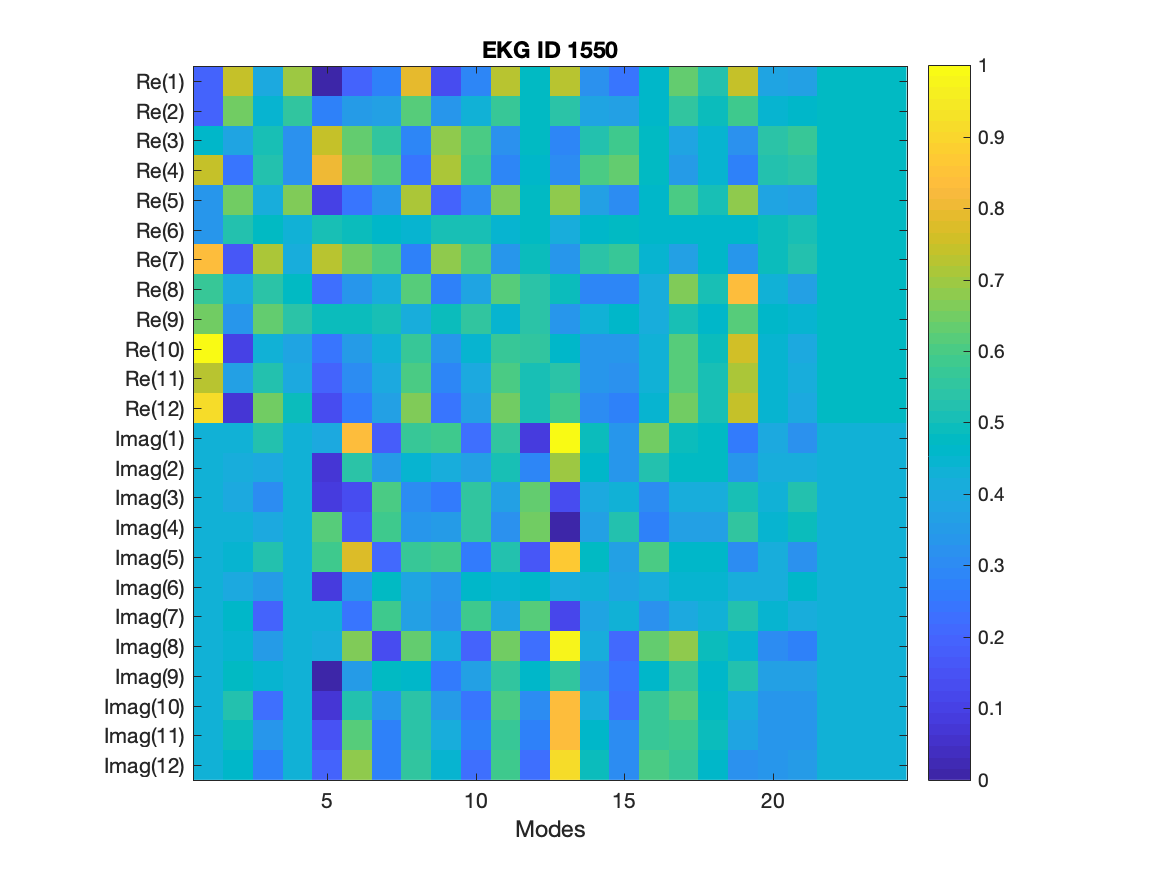 EKG ID 1550
Re(1)
Re(2)
Re(3)
Re(4)
Re(5)
Re(6)
Re(7)
Re(8)
Re(9)
Re(10)
Re(11)
Re(12)
Imag(1)
Imag(2)
Imag(3)
Imag(4)
Imag(5)
Imag(6)
Imag(7)
Imag(8)
Imag(9)
Imag(10)
Imag(11)
Imag(12)
5 10 15 20
Modes
1
0.9
0.8
0.7
0.6
0.5
0.4
0.3
0.2
0.1
0